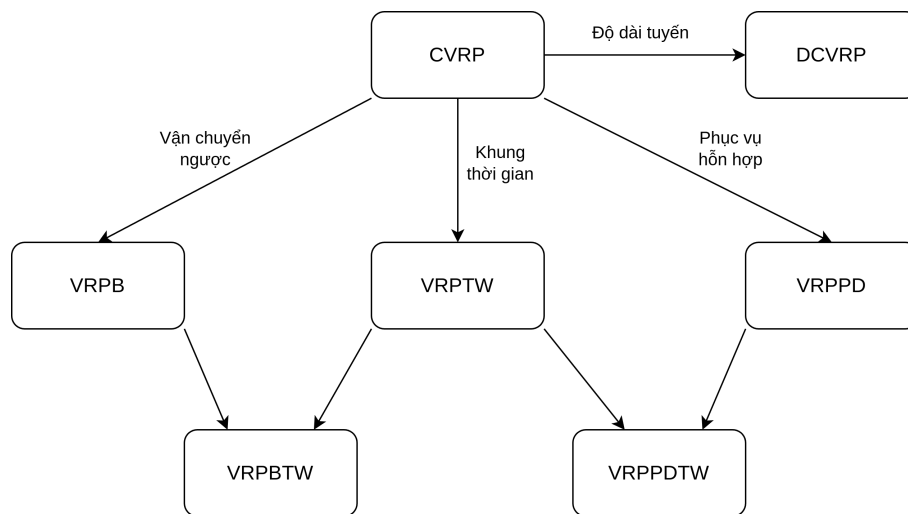 Độ dài tuyến
CVRP
DCVRP
Vận chuyển
ngược
Khung
thời gian
Phục vụ
hỗn hợp
VRPB
VRPTW
VRPPD
VRPBTW
VRPPDTW